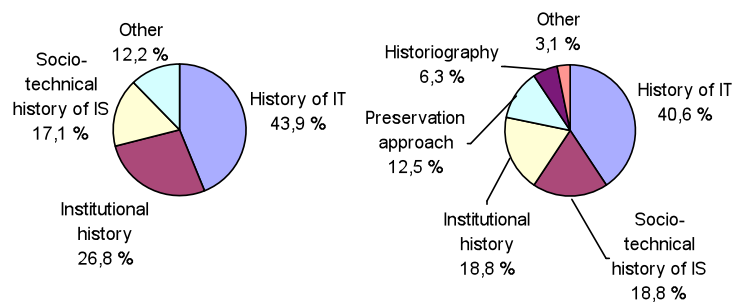 Other
12,2 %
Socio-
technical
history of IS
17,1 %
History of IT
43,9 %
Institutional
history
26,8 %
Other
3,1 %
Historiography
6,3 %
History of IT
40,6 %
Preservation
approach
12,5 %
Institutional
history
18,8 %
Socio-
technical
history of IS
18,8 %